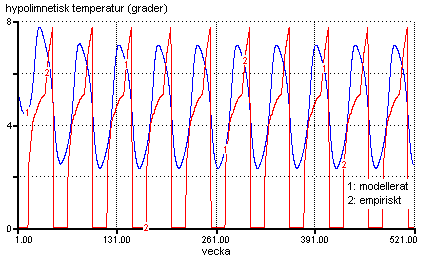 hypolimnetisk temperatur (grader)
8
4
0
1: modellerat
2: empiriskt
1.00 131.00 261.00 391.00 521.00
vecka